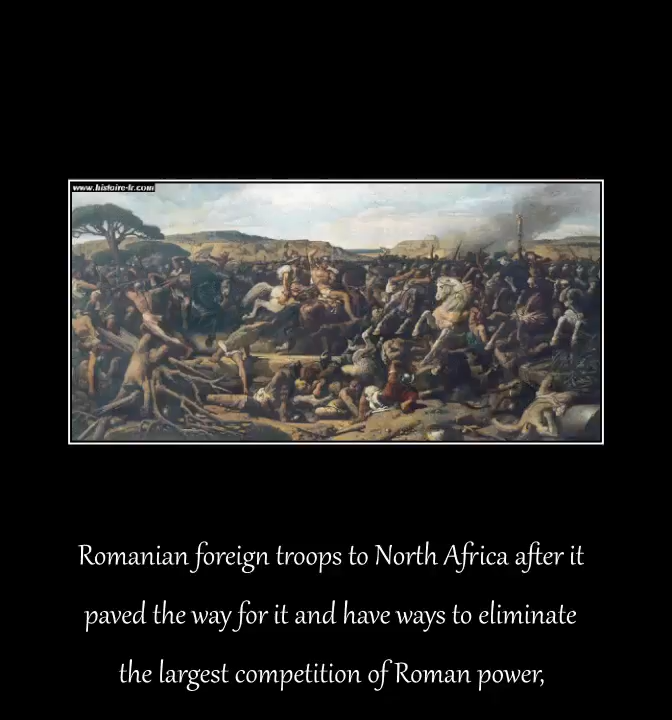 www.histoire-fr.com
Romanian foreign troops to North Africa after it
paved the way for it and have ways to eliminate
the largest competition of Roman power,